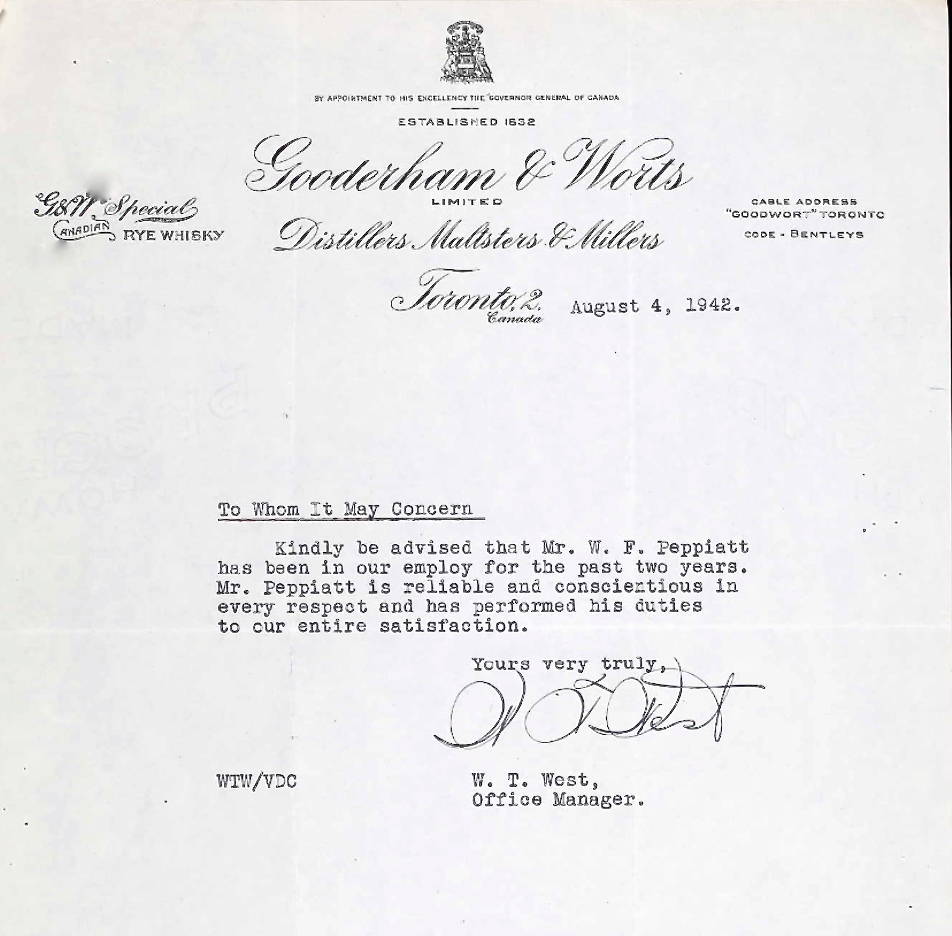 BY APPOINTMENT TO HIS EXCELLENCY THE GOVERNOR GENERAL OF CANADA
ESTABLISHED 1832
Gooderham & Worts
LIMITED
Distillers Maltsters & Millers
"G&W Special
CANADIAN RYE WHISKY
CABLE ADDRESS
"GOODWORT" TORONTO
CODE - BENTLEYS
Toronto, 2.
Canada
August 4, 1942.
To Whom It May Concern
Kindly be advised that Mr. W. F. Peppiatt
has been in our employ for the past two years.
Mr. Peppiatt is reliable and conscientious in
every respect and has performed his duties
to our entire satisfaction.
Yours very truly,
W T West
WTW/VDC
W. T. West,
Office Manager.